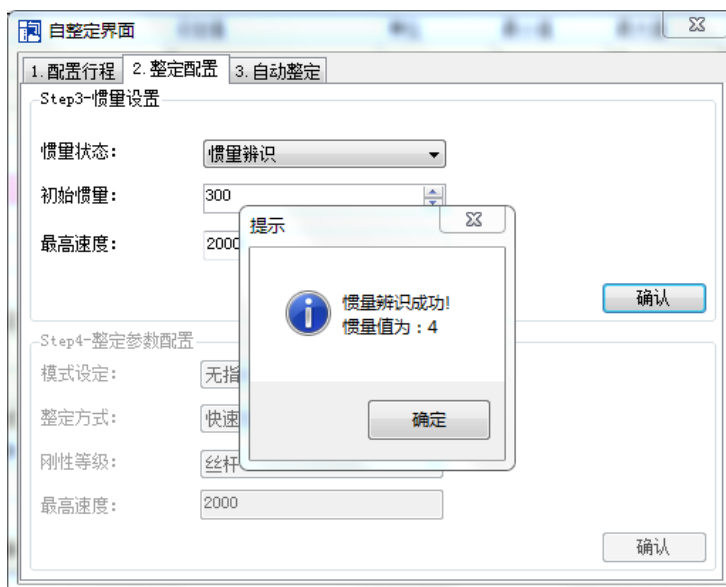 自整定界面
1.配置行程 2.整定配置 3.自动整定
Step3-惯量设置
惯量状态: 惯量辨识
初始惯量: 300
最高速度: 2000
提示
惯量辨识成功!
惯量值为：4
确定
确认
Step4-整定参数配置
模式设定: 无指
整定方式: 快速
刚性等级: 丝杆
最高速度: 2000
确认